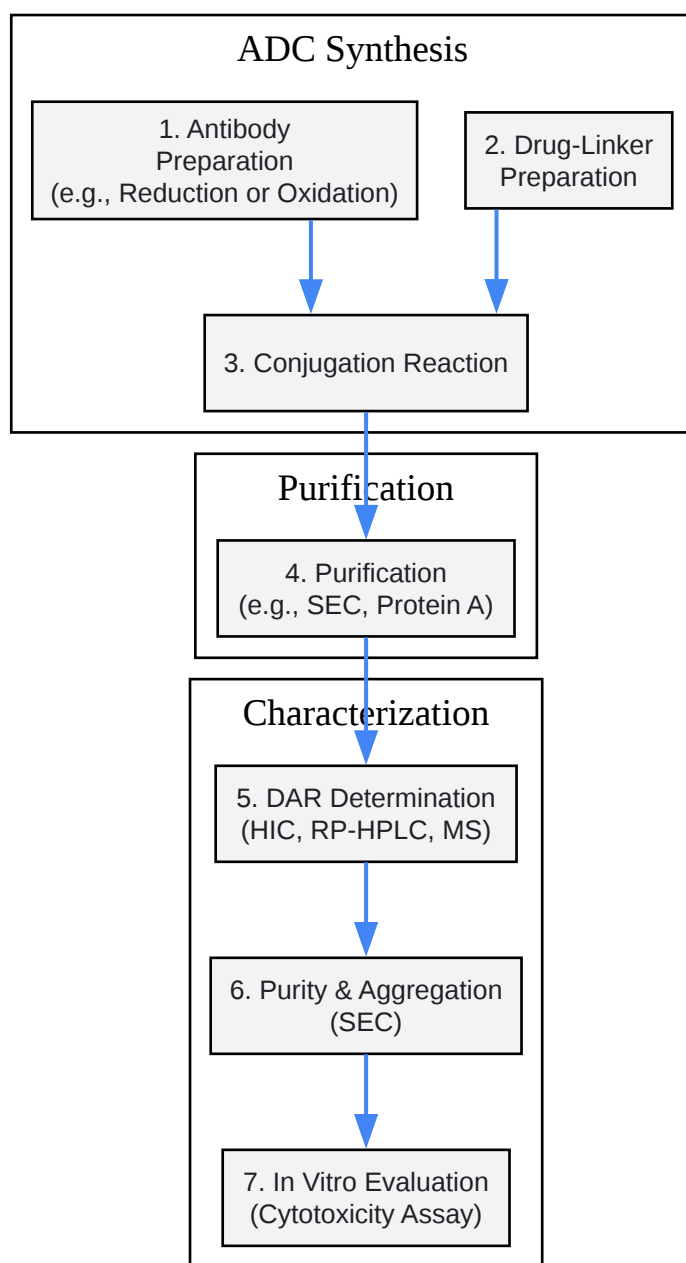 ADC Synthesis
1. Antibody
Preparation
(e.g., Reduction or Oxidation)
2. Drug-Linker
Preparation
3. Conjugation Reaction
Purification
4. Purification
(e.g., SEC, Protein A)
Characterization
5. DAR Determination
(HIC, RP-HPLC, MS)
6. Purity & Aggregation
(SEC)
7. In Vitro Evaluation
(Cytotoxicity Assay)